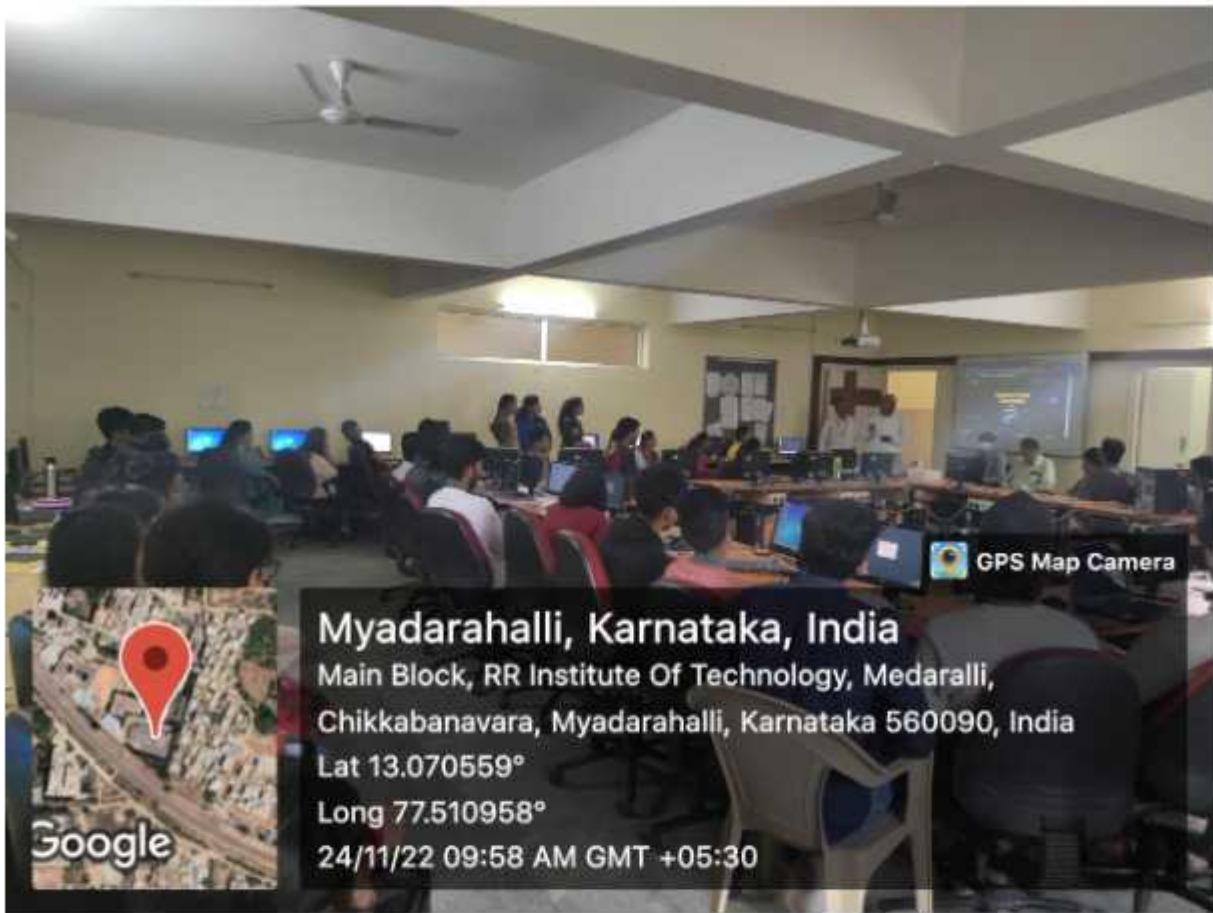 GPS Map Camera
Myadarahalli, Karnataka, India
Main Block, RR Institute Of Technology, Medaralli,
Chikkabanavara, Myadarahalli, Karnataka 560090, India
Lat 13.070559°
Long 77.510958°
24/11/22 09:58 AM GMT +05:30
Google